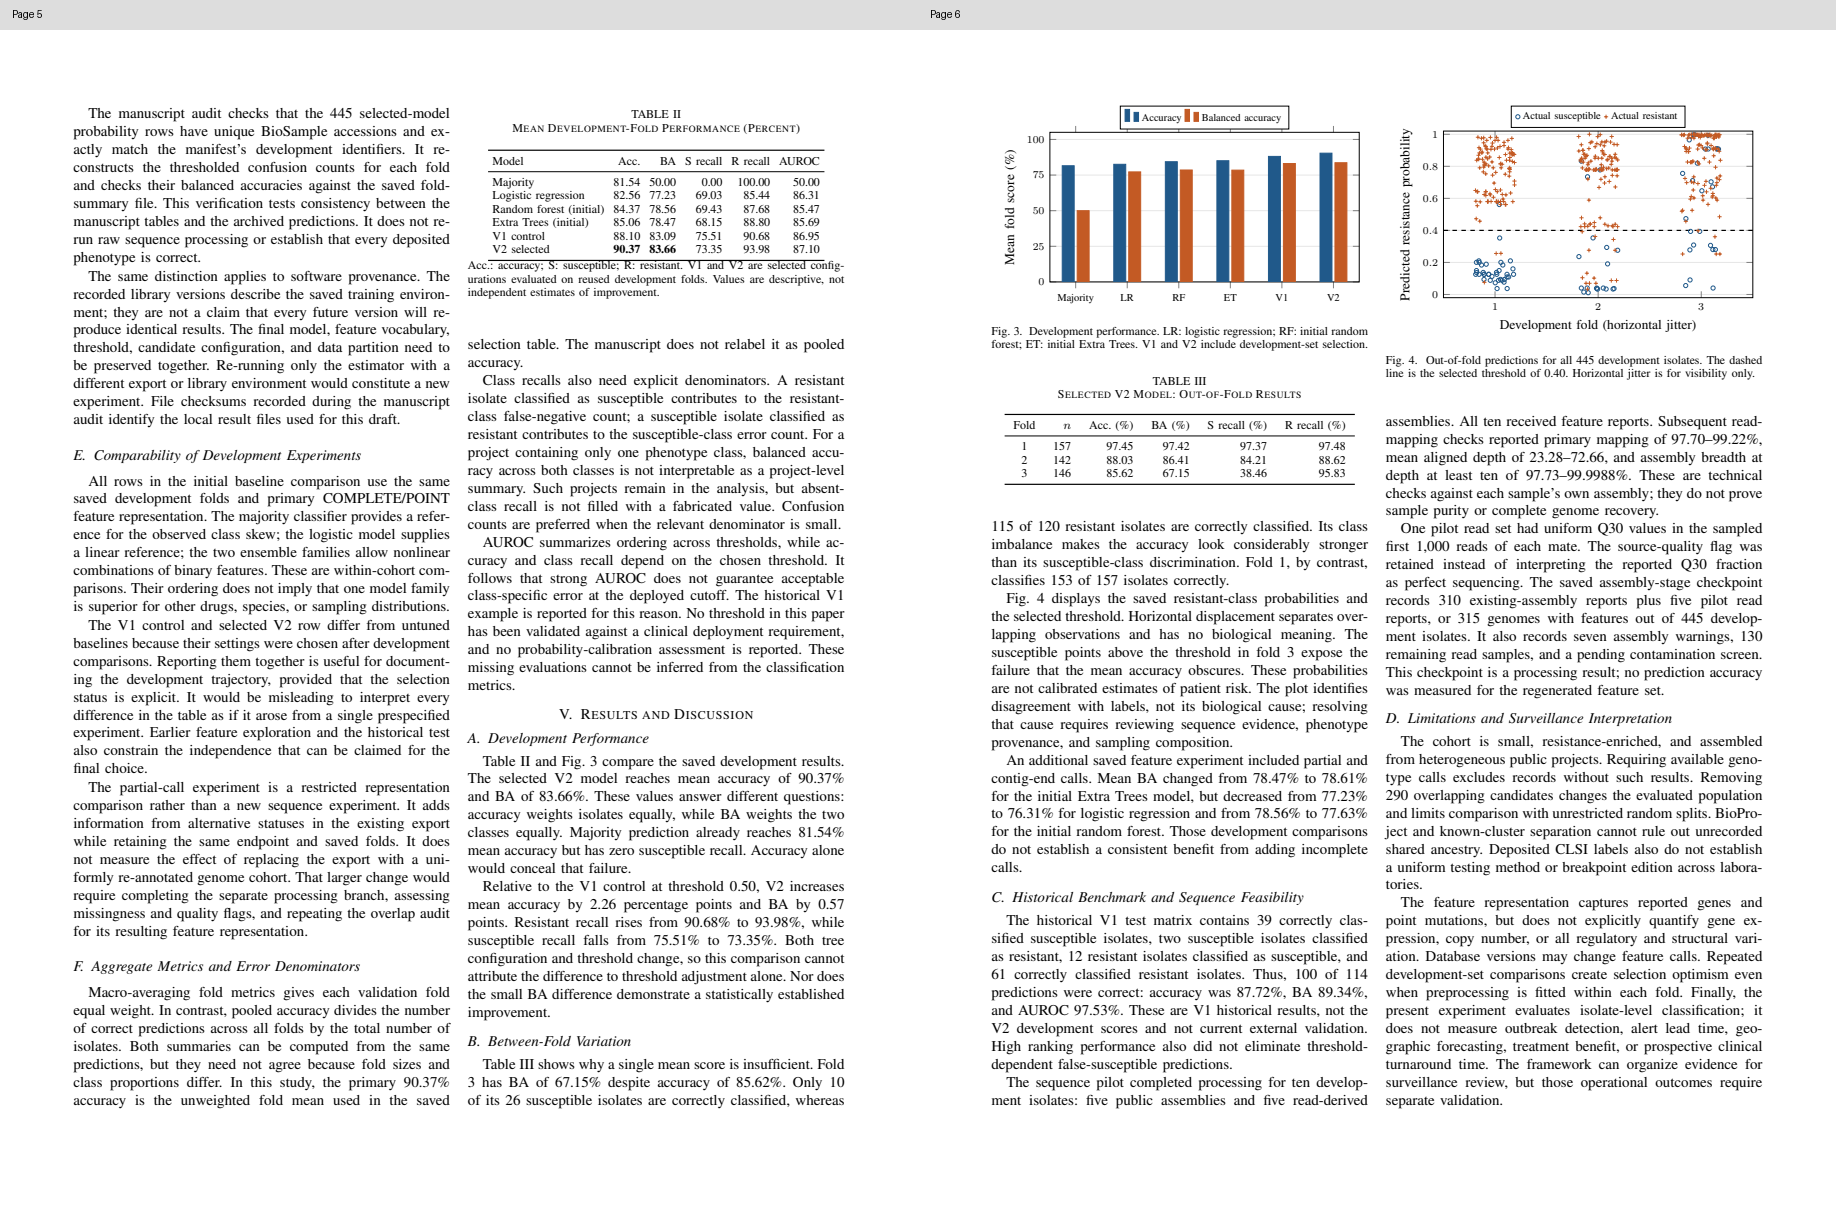 Page 5
The manuscript audit checks that the 445 selected-model
probability rows have unique BioSample accessions and ex-
actly match the manifest's development identifiers. It re-
constructs the thresholded confusion counts for each fold
and checks their balanced accuracies against the saved fold-
summary file. This verification tests consistency between the
manuscript tables and the archived predictions. It does not re-
run raw sequence processing or establish that every deposited
phenotype is correct.
The same distinction applies to software provenance. The
recorded library versions describe the saved training environ-
ment; they are not a claim that every future version will re-
produce identical results. The final model, feature vocabulary,
threshold, candidate configuration, and data partition need to
be preserved together. Re-running only the estimator with a
different export or library environment would constitute a new
experiment. File checksums recorded during the manuscript
audit identify the local result files used for this draft.
E. Comparability of Development Experiments
All rows in the initial baseline comparison use the same
saved development folds and primary COMPLETE/POINT
feature representation. The majority classifier provides a refer-
ence for the observed class skew; the logistic model supplies
a linear reference; the two ensemble families allow nonlinear
combinations of binary features. These are within-cohort com-
parisons. Their ordering does not imply that one model family
is superior for other drugs, species, or sampling distributions.
The V1 control and selected V2 row differ from untuned
baselines because their settings were chosen after development
comparisons. Reporting them together is useful for document-
ing the development trajectory, provided that the selection
status is explicit. It would be misleading to interpret every
difference in the table as if it arose from a single prespecified
experiment. Earlier feature exploration and the historical test
also constrain the independence that can be claimed for the
final choice.
The partial-call experiment is a restricted representation
comparison rather than a new sequence experiment. It adds
information from alternative statuses in the existing export
while retaining the same endpoint and saved folds. It does
not measure the effect of replacing the export with a uni-
formly re-annotated genome cohort. That larger change would
require completing the separate processing branch, assessing
missingness and quality flags, and repeating the overlap audit
for its resulting feature representation.
F. Aggregate Metrics and Error Denominators
Macro-averaging fold metrics gives each validation fold
equal weight. In contrast, pooled accuracy divides the number
of correct predictions across all folds by the total number of
isolates. Both summaries can be computed from the same
predictions, but they need not agree because fold sizes and
class proportions differ. In this study, the primary 90.37%
accuracy is the unweighted fold mean used in the saved
TABLE II
MEAN DEVELOPMENT-FOLD PERFORMANCE (PERCENT)
Model Acc. BA S recall R recall AUROC
Majority 81.54 50.00 0.00 100.00 50.00
Logistic regression 82.56 77.23 69.03 85.44 86.31
Random forest (initial) 84.37 78.56 69.43 87.68 85.47
Extra Trees (initial) 85.06 78.47 68.15 88.80 85.69
V1 control 88.10 83.09 75.51 90.68 86.95
V2 selected 90.37 83.66 73.35 93.98 87.10
Acc.: accuracy; S: susceptible; R: resistant. V1 and V2 are selected config-
urations evaluated on reused development folds. Values are descriptive, not
independent estimates of improvement.
selection table. The manuscript does not relabel it as pooled
accuracy.
Class recalls also need explicit denominators. A resistant
isolate classified as susceptible contributes to the resistant-
class false-negative count; a susceptible isolate classified as
resistant contributes to the susceptible-class error count. For a
project containing only one phenotype class, balanced accu-
racy across both classes is not interpretable as a project-level
summary. Such projects remain in the analysis, but absent-
class recall is not filled with a fabricated value. Confusion
counts are preferred when the relevant denominator is small.
AUROC summarizes ordering across thresholds, while ac-
curacy and class recall depend on the chosen threshold. It
follows that strong AUROC does not guarantee acceptable
class-specific error at the deployed cutoff. The historical V1
example is reported for this reason. No threshold in this paper
has been validated against a clinical deployment requirement,
and no probability-calibration assessment is reported. These
missing evaluations cannot be inferred from the classification
metrics.
V. RESULTS AND DISCUSSION
A. Development Performance
Table II and Fig. 3 compare the saved development results.
The selected V2 model reaches mean accuracy of 90.37%
and BA of 83.66%. These values answer different questions:
accuracy weights isolates equally, while BA weights the two
classes equally. Majority prediction already reaches 81.54%
mean accuracy but has zero susceptible recall. Accuracy alone
would conceal that failure.
Relative to the V1 control at threshold 0.50, V2 increases
mean accuracy by 2.26 percentage points and BA by 0.57
points. Resistant recall rises from 90.68% to 93.98%, while
susceptible recall falls from 75.51% to 73.35%. Both tree
configuration and threshold change, so this comparison cannot
attribute the difference to threshold adjustment alone. Nor does
the small BA difference demonstrate a statistically established
improvement.
B. Between-Fold Variation
Table III shows why a single mean score is insufficient. Fold
3 has BA of 67.15% despite accuracy of 85.62%. Only 10
of its 26 susceptible isolates are correctly classified, whereas
Page 6
Accuracy Balanced accuracy
Mean fold score (%)
100
75
50
25
0
Majority LR RF ET V1 V2
Fig. 3. Development performance. LR: logistic regression; RF: initial random
forest; ET: initial Extra Trees. V1 and V2 include development-set selection.
TABLE III
SELECTED V2 MODEL: OUT-OF-FOLD RESULTS
Fold n Acc. (%) BA (%) S recall (%) R recall (%)
1 157 97.45 97.42 97.37 97.48
2 142 88.03 86.41 84.21 88.62
3 146 85.62 67.15 38.46 95.83
115 of 120 resistant isolates are correctly classified. Its class
imbalance makes the accuracy look considerably stronger
than its susceptible-class discrimination. Fold 1, by contrast,
classifies 153 of 157 isolates correctly.
Fig. 4 displays the saved resistant-class probabilities and
the selected threshold. Horizontal displacement separates over-
lapping observations and has no biological meaning. The
susceptible points above the threshold in fold 3 expose the
failure that the mean accuracy obscures. These probabilities
are not calibrated estimates of patient risk. The plot identifies
disagreement with labels, not its biological cause; resolving
that cause requires reviewing sequence evidence, phenotype
provenance, and sampling composition.
An additional saved feature experiment included partial and
contig-end calls. Mean BA changed from 78.47% to 78.61%
for the initial Extra Trees model, but decreased from 77.23%
to 76.31% for logistic regression and from 78.56% to 77.63%
for the initial random forest. Those development comparisons
do not establish a consistent benefit from adding incomplete
calls.
C. Historical Benchmark and Sequence Feasibility
The historical V1 test matrix contains 39 correctly clas-
sified susceptible isolates, two susceptible isolates classified
as resistant, 12 resistant isolates classified as susceptible, and
61 correctly classified resistant isolates. Thus, 100 of 114
predictions were correct: accuracy was 87.72%, BA 89.34%,
and AUROC 97.53%. These are V1 historical results, not the
V2 development scores and not current external validation.
High ranking performance also did not eliminate threshold-
dependent false-susceptible predictions.
The sequence pilot completed processing for ten develop-
ment isolates: five public assemblies and five read-derived
Actual susceptible Actual resistant
Predicted resistance probability
1
0.8
0.6
0.4
0.2
0
1 2 3
Development fold (horizontal jitter)
Fig. 4. Out-of-fold predictions for all 445 development isolates. The dashed
line is the selected threshold of 0.40. Horizontal jitter is for visibility only.
assemblies. All ten received feature reports. Subsequent read-
mapping checks reported primary mapping of 97.70–99.22%,
mean aligned depth of 23.28–72.66, and assembly breadth at
depth at least ten of 97.73–99.9988%. These are technical
checks against each sample's own assembly; they do not prove
sample purity or complete genome recovery.
One pilot read set had uniform Q30 values in the sampled
first 1,000 reads of each mate. The source-quality flag was
retained instead of interpreting the reported Q30 fraction
as perfect sequencing. The saved assembly-stage checkpoint
records 310 existing-assembly reports plus five pilot read
reports, or 315 genomes with features out of 445 develop-
ment isolates. It also records seven assembly warnings, 130
remaining read samples, and a pending contamination screen.
This checkpoint is a processing result; no prediction accuracy
was measured for the regenerated feature set.
D. Limitations and Surveillance Interpretation
The cohort is small, resistance-enriched, and assembled
from heterogeneous public projects. Requiring available geno-
type calls excludes records without such results. Removing
290 overlapping candidates changes the evaluated population
and limits comparison with unrestricted random splits. BioPro-
ject and known-cluster separation cannot rule out unrecorded
shared ancestry. Deposited CLSI labels also do not establish
a uniform testing method or breakpoint edition across labora-
tories.
The feature representation captures reported genes and
point mutations, but does not explicitly quantify gene ex-
pression, copy number, or all regulatory and structural vari-
ation. Database versions may change feature calls. Repeated
development-set comparisons create selection optimism even
when preprocessing is fitted within each fold. Finally, the
present experiment evaluates isolate-level classification; it
does not measure outbreak detection, alert lead time, geo-
graphic forecasting, treatment benefit, or prospective clinical
turnaround time. The framework can organize evidence for
surveillance review, but those operational outcomes require
separate validation.